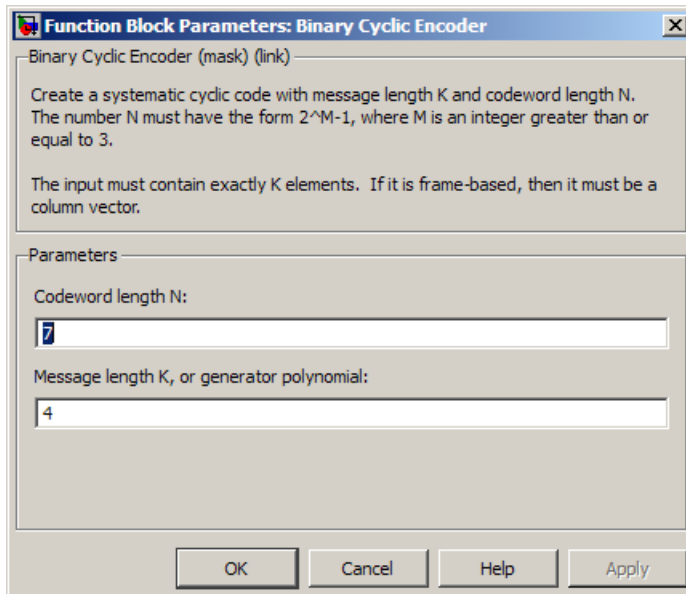 Function Block Parameters: Binary Cyclic Encoder
Binary Cyclic Encoder (mask) (link)
Create a systematic cyclic code with message length K and codeword length N.
The number N must have the form 2^M-1, where M is an integer greater than or
equal to 3.
The input must contain exactly K elements.  If it is frame-based, then it must be a
column vector.
Parameters
Codeword length N:
7
Message length K, or generator polynomial:
4
OK Cancel Help Apply